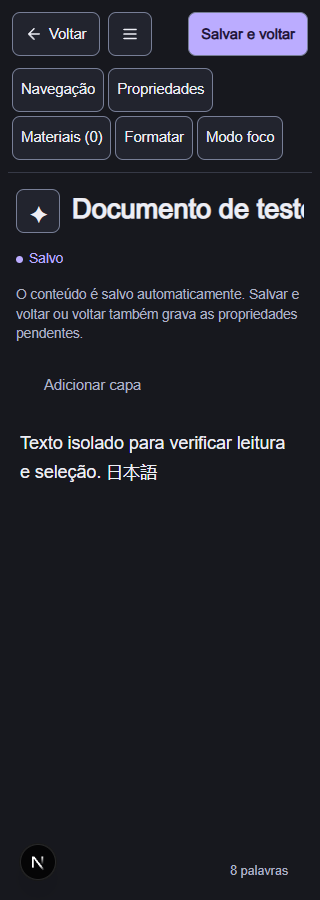 Voltar
Salvar e voltar
Navegação
Propriedades
Materiais (0)
Formatar
Modo foco
Documento de test
Salvo
O conteúdo é salvo automaticamente. Salvar e
voltar ou voltar também grava as propriedades
pendentes.
Adicionar capa
Texto isolado para verificar leitura
e seleção. 日本語
N
8 palavras